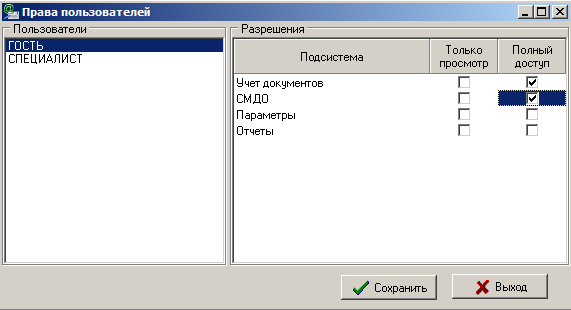 Права пользователей
Пользователи
ГОСТЬ
СПЕЦИАЛИСТ
Разрешения
Подсистема
Только просмотр
Полный доступ
Учет документов
СМДО
Параметры
Отчеты
Сохранить
Выход